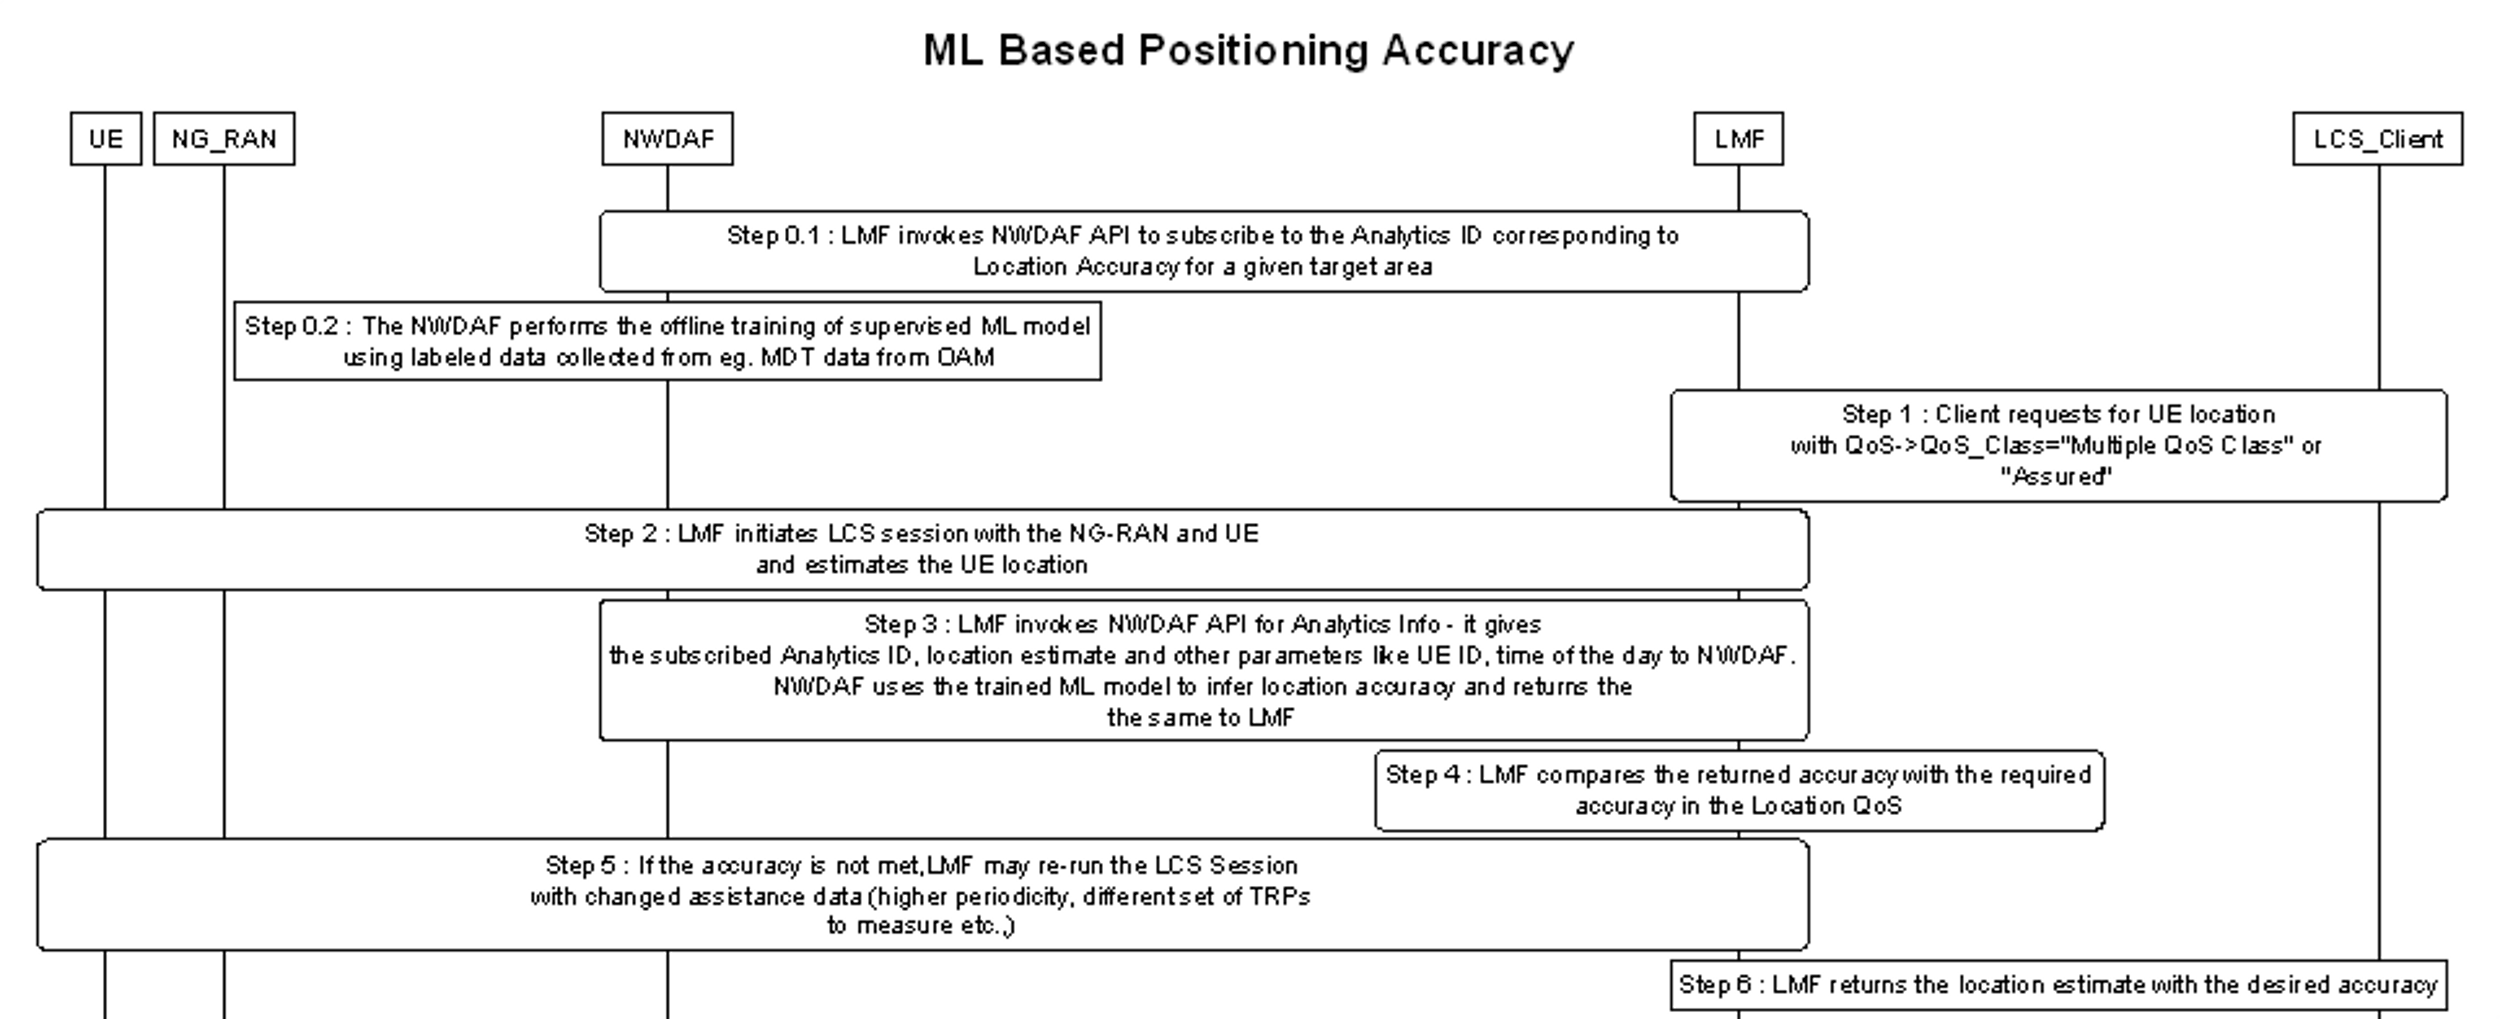 ML Based Positioning Accuracy
UE
NG_RAN
NWDAF
LMF
LCS_Client
Step 0.1 : LMF invokes NWDAF API to subscribe to the Analytics ID corresponding to
Location Accuracy for a given target area
Step 0.2 : The NWDAF performs the offline training of supervised ML model
using labeled data collected from eg. MDT data from OAM
Step 1 : Client requests for UE location
with QoS->QoS_Class="Multiple QoS Class" or
"Assured"
Step 2 : LMF initiates LCS session with the NG-RAN and UE
and estimates the UE location
Step 3 : LMF invokes NWDAF API for Analytics Info - it gives
the subscribed Analytics ID, location estimate and other parameters like UE ID, time of the day to NWDAF.
NWDAF uses the trained ML model to infer location accuracy and returns the
the same to LMF
Step 4 : LMF compares the returned accuracy with the required
accuracy in the Location QoS
Step 5 : If the accuracy is not met,LMF may re-run the LCS Session
with changed assistance data (higher periodicity, different set of TRPs
to measure etc.,)
Step 6 : LMF returns the location estimate with the desired accuracy